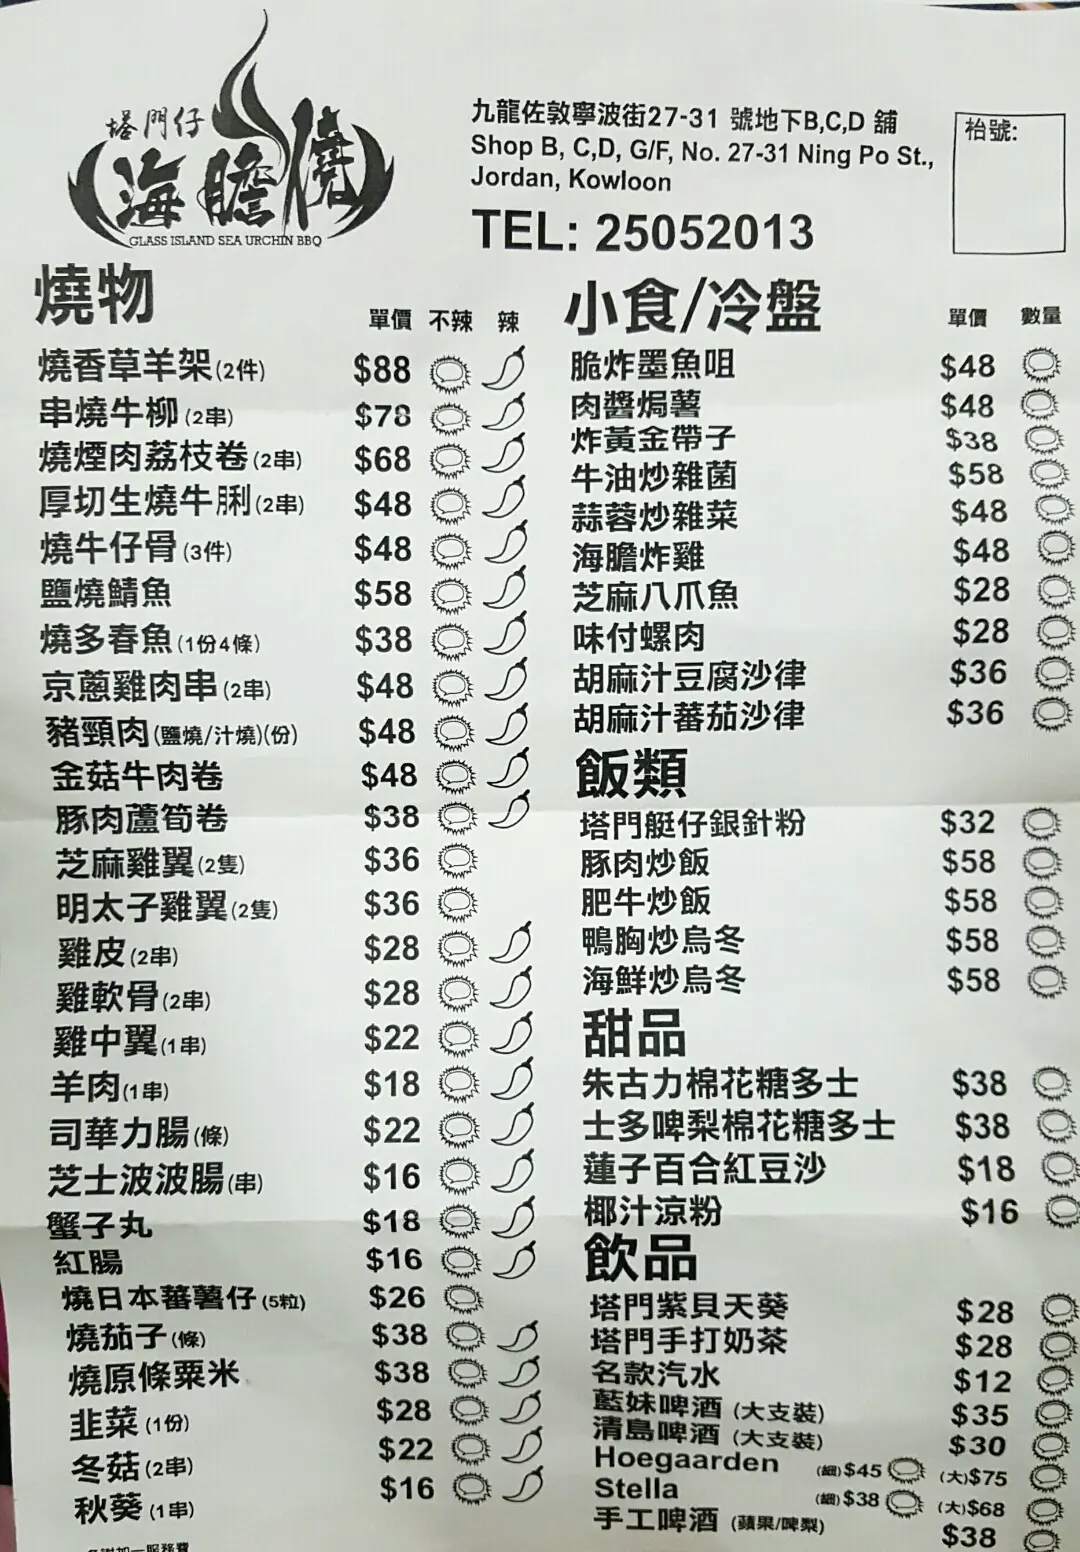 塔門仔
海膽燒
GLASS ISLAND SEA URCHIN BBQ
九龍佐敦寧波街27-31 號地下B,C,D 舖
Shop B, C,D, G/F, No. 27-31 Ning Po St.,
Jordan, Kowloon
TEL: 25052013
枱號:
燒物 單價 不辣 辣
燒香草羊架(2件) $88
串燒牛柳(2串) $78
燒煙肉荔枝卷(2串) $68
厚切生燒牛脷(2串) $48
燒牛仔骨(3件) $48
鹽燒鯖魚 $58
燒多春魚(1份4條) $38
京蔥雞肉串(2串) $48
豬頸肉(鹽燒/汁燒)(份) $48
金菇牛肉卷 $48
豚肉蘆筍卷 $38
芝麻雞翼(2隻) $36
明太子雞翼(2隻) $36
雞皮(2串) $28
雞軟骨(2串) $28
雞中翼(1串) $22
羊肉(1串) $18
司華力腸(條) $22
芝士波波腸(串) $16
蟹子丸 $18
紅腸 $16
燒日本蕃薯仔(5粒) $26
燒茄子(條) $38
燒原條粟米 $38
韭菜(1份) $28
冬菇(2串) $22
秋葵(1串) $16
小食/冷盤 單價 數量
脆炸墨魚咀 $48
肉醬焗薯 $48
炸黃金帶子 $38
牛油炒雜菌 $58
蒜蓉炒雜菜 $48
海膽炸雞 $48
芝麻八爪魚 $28
味付螺肉 $28
胡麻汁豆腐沙律 $36
胡麻汁蕃茄沙律 $36
飯類
塔門艇仔銀針粉 $32
豚肉炒飯 $58
肥牛炒飯 $58
鴨胸炒烏冬 $58
海鮮炒烏冬 $58
甜品
朱古力棉花糖多士 $38
士多啤梨棉花糖多士 $38
蓮子百合紅豆沙 $18
椰汁涼粉 $16
飲品
塔門紫貝天葵 $28
塔門手打奶茶 $28
名款汽水 $12
藍妹啤酒 (大支裝) $35
清島啤酒 (大支裝) $30
Hoegaarden (細)$45 (大)$75
Stella (細)$38 (大)$68
手工啤酒 (蘋果/啤梨) $38